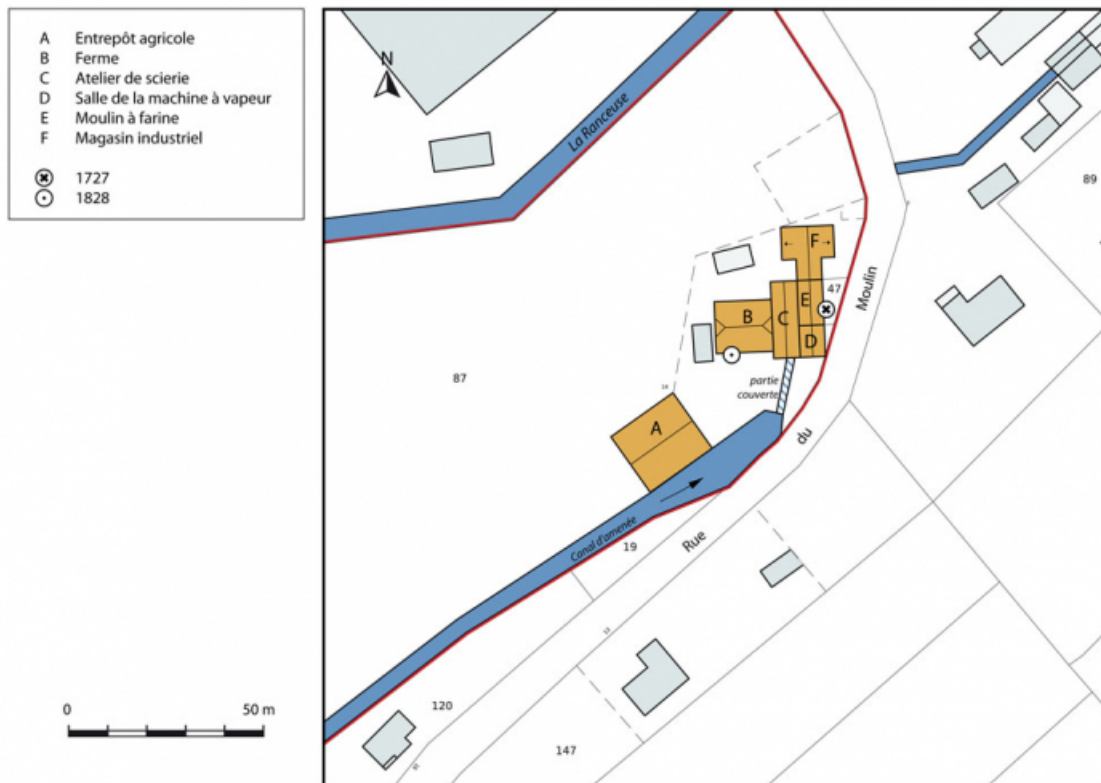 A Entrepôt agricole
B Ferme
C Atelier de scierie
D Salle de la machine à vapeur
E Moulin à farine
F Magasin industriel
1727
1828
0 50 m
N
La Ranceuse
89
F
47
E
Moulin
B
C
D
partie
couverte
87
A
du
Canal d'amenée
19
Rue
120
147